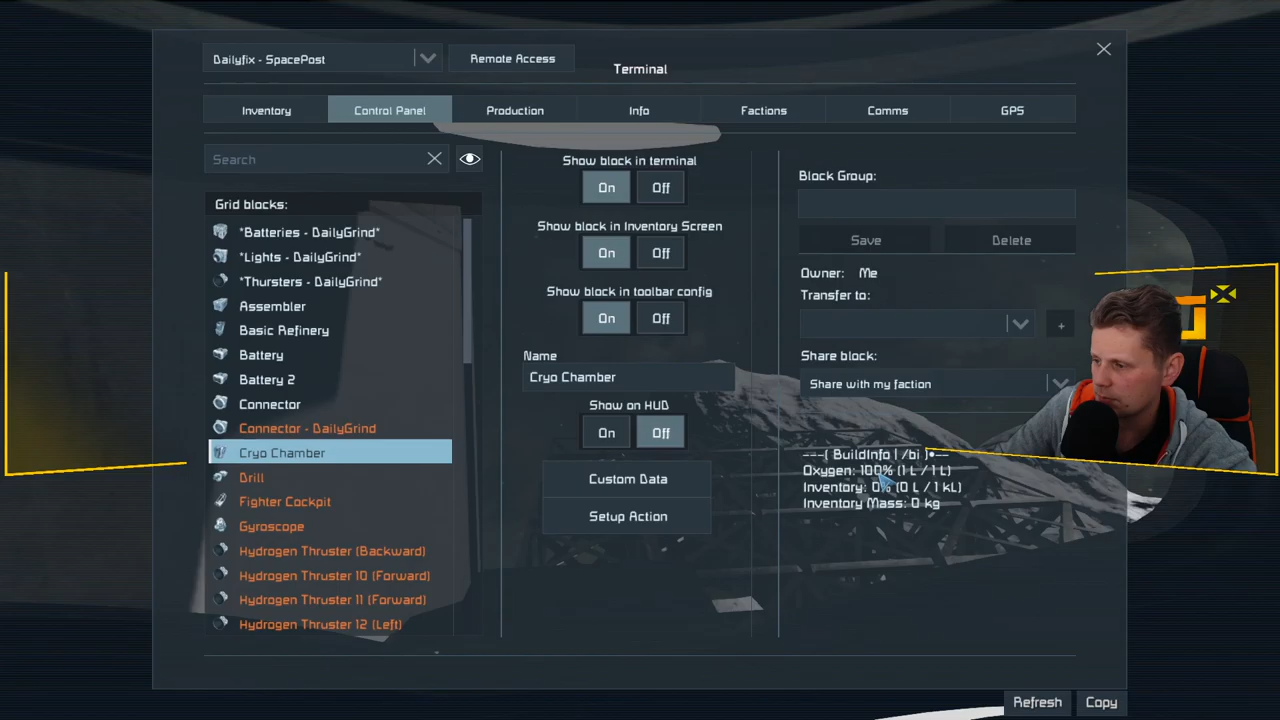 Dailyfix - SpacePost
Remote Access
Terminal
Inventory
Control Panel
Production
Info
Factions
Comms
GPS
Search
Grid blocks:
*Batteries - DailyGrind*
*Lights - DailyGrind*
*Thursters - DailyGrind*
Assembler
Basic Refinery
Battery
Battery 2
Connector
Connector - DailyGrind
Cryo Chamber
Drill
Fighter Cockpit
Gyroscope
Hydrogen Thruster (Backward)
Hydrogen Thruster 10 (Forward)
Hydrogen Thruster 11 (Forward)
Hydrogen Thruster 12 (Left)
Show block in terminal
On Off
Show block in Inventory Screen
On Off
Show block in toolbar config
On Off
Name
Cryo Chamber
Show on HUD
On Off
Custom Data
Setup Action
Block Group:
Save Delete
Owner: Me
Transfer to:
+
Share block:
Share with my faction
---( BuildInfo | /bi )•--
Oxygen: 100% (1 L / 1 L)
Inventory: 0% (0 L / 1 kL)
Inventory Mass: 0 kg
Refresh
Copy